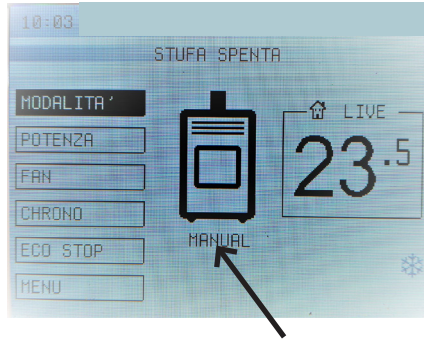 10:03
STUFA SPENTA
MODALITA'
POTENZA
FAN
CHRONO
ECO STOP
MENU
MANUAL
LIVE
23.5